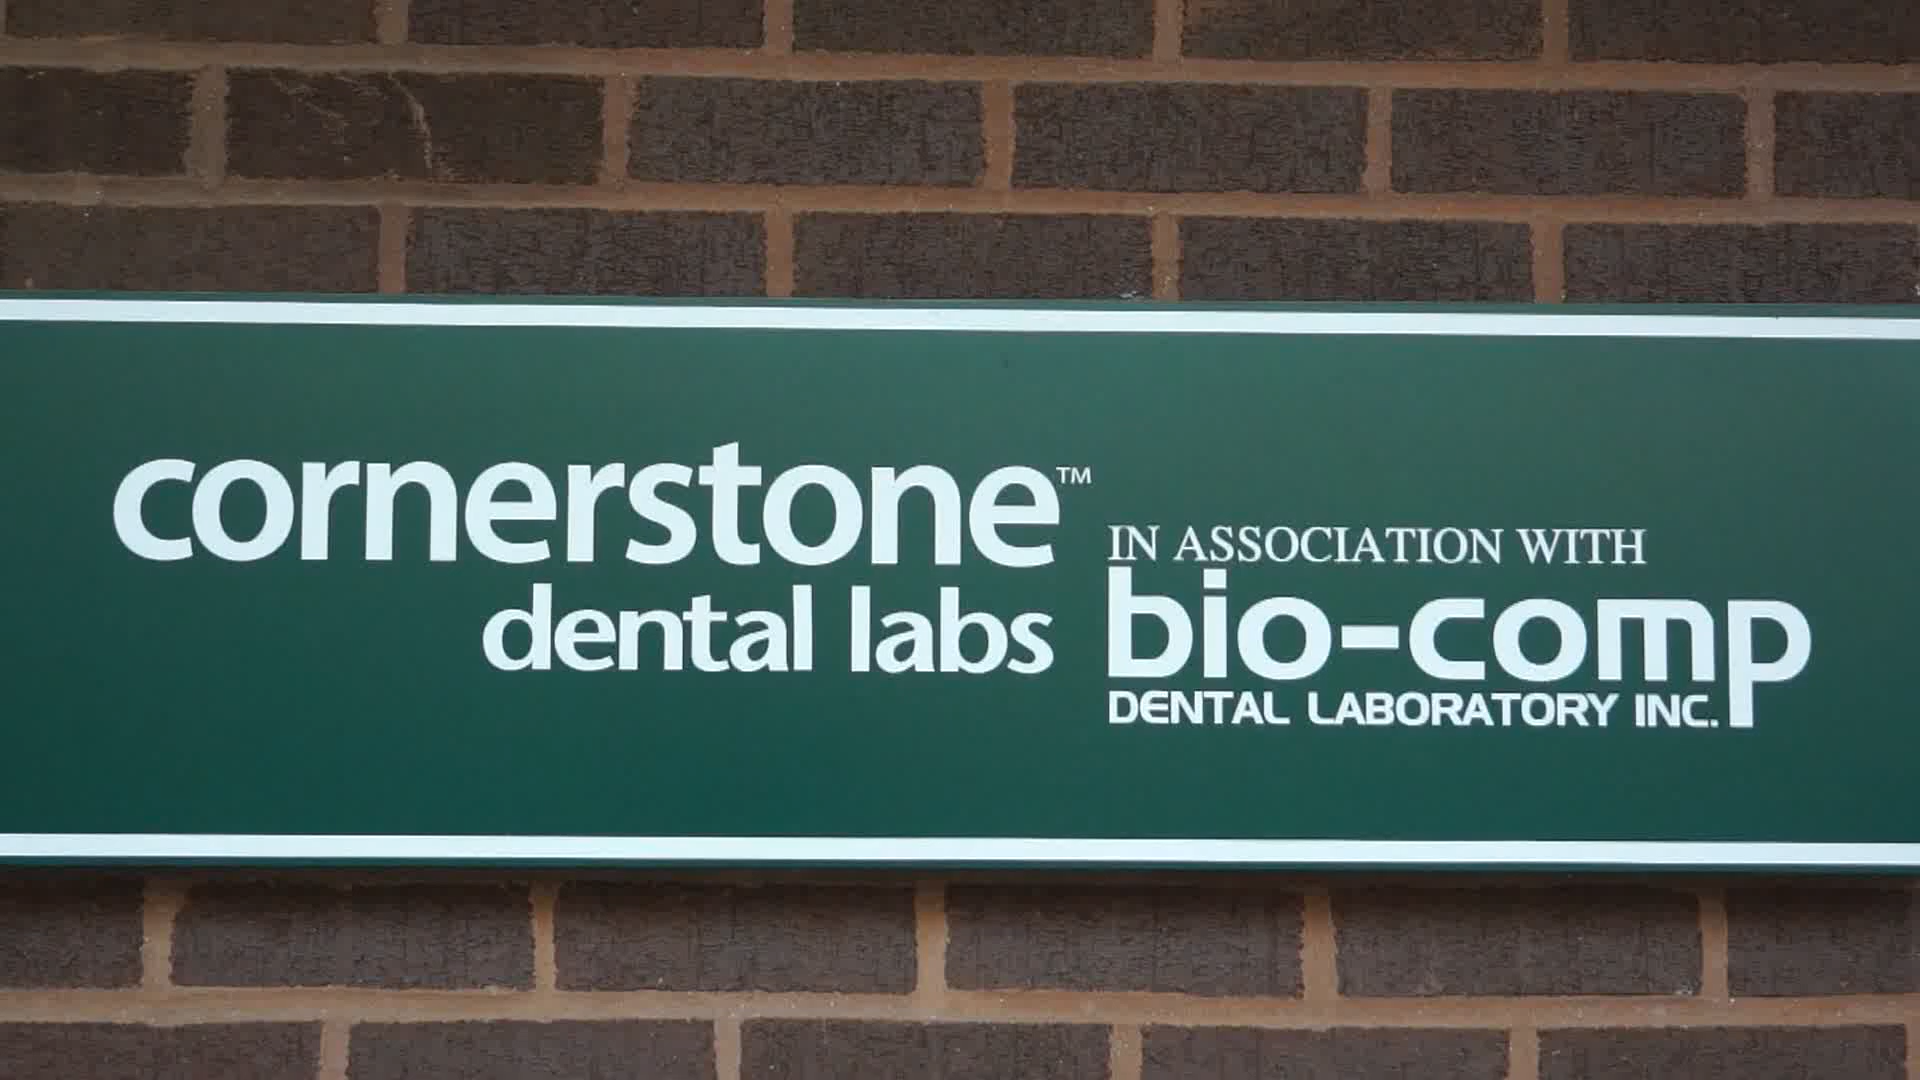 cornerstone™
dental labs
IN ASSOCIATION WITH
bio-comp
DENTAL LABORATORY INC.